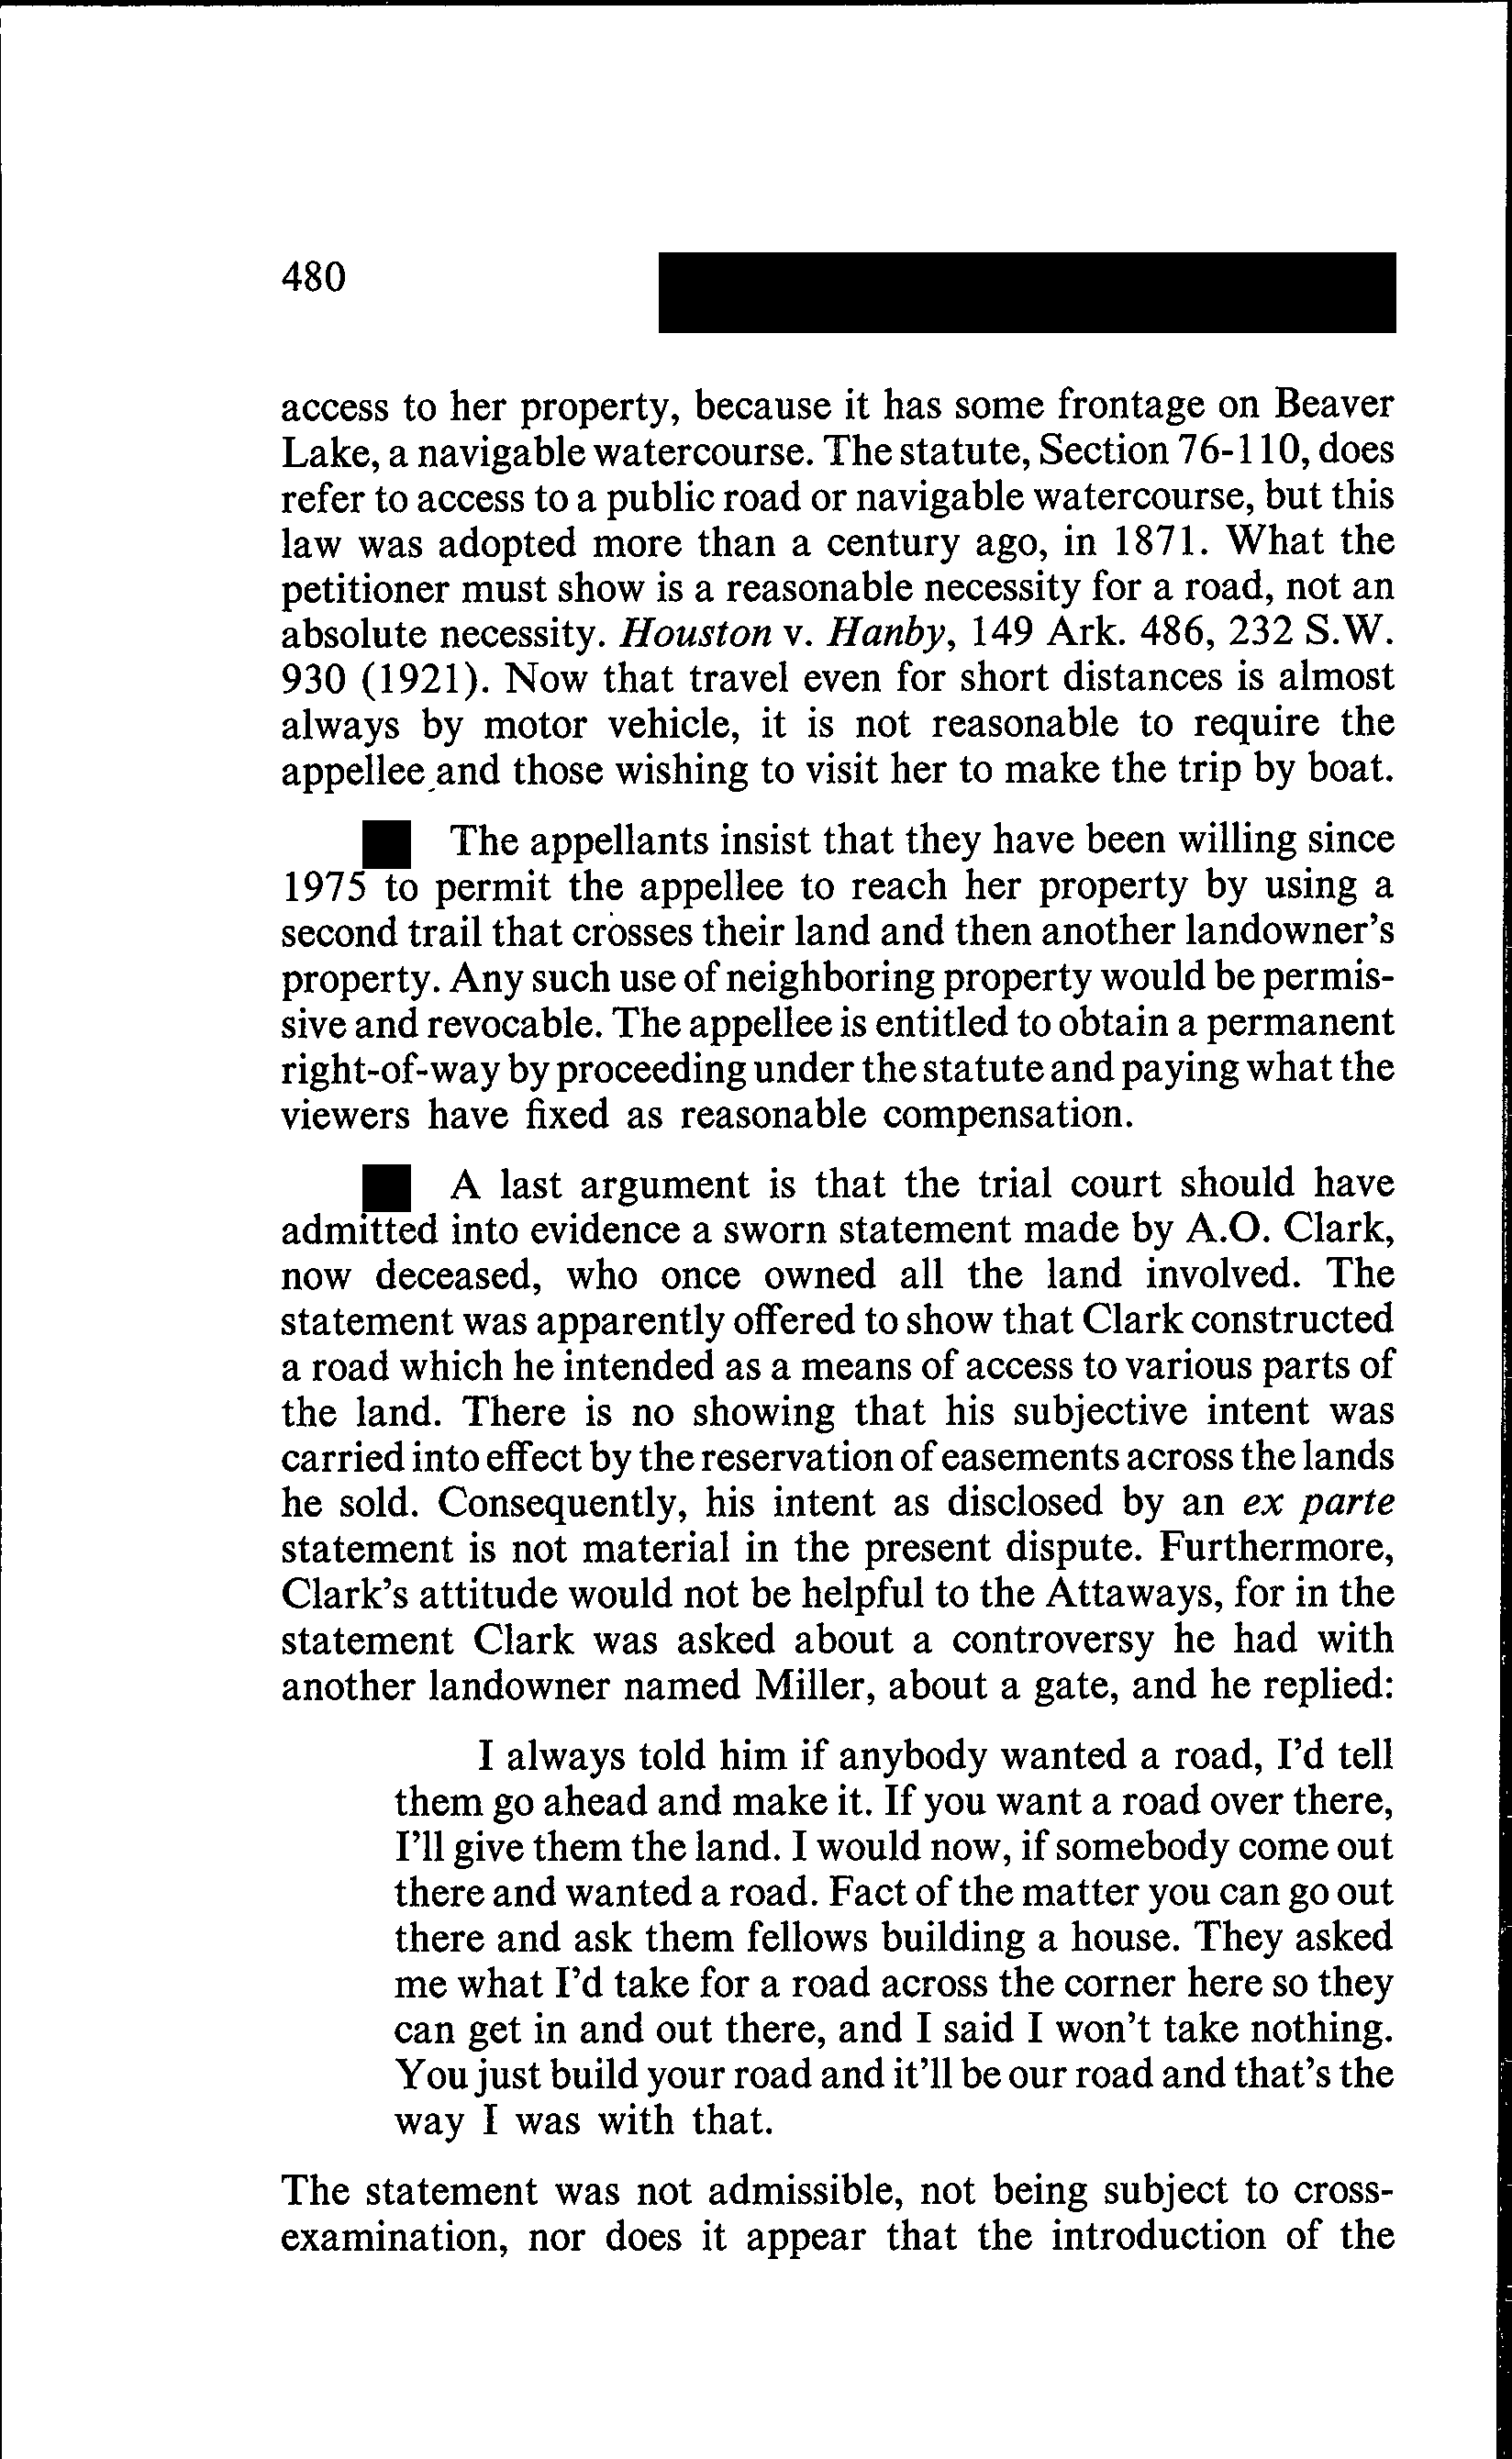 480
access to her property, because it has some frontage on Beaver
Lake, a navigable watercourse. The statute, Section 76-110, does
refer to access to a public road or navigable watercourse, but this
law was adopted more than a century ago, in 1871. What the
petitioner must show is a reasonable necessity for a road, not an
absolute necessity. Houston v. Hanby, 149 Ark. 486, 232 S.W.
930 (1921). Now that travel even for short distances is almost
always by motor vehicle, it is not reasonable to require the
appellee and those wishing to visit her to make the trip by boat.
The appellants insist that they have been willing since
1975 to permit the appellee to reach her property by using a
second trail that crosses their land and then another landowner's
property. Any such use of neighboring property would be permis-
sive and revocable. The appellee is entitled to obtain a permanent
right-of-way by proceeding under the statute and paying what the
viewers have fixed as reasonable compensation.
A last argument is that the trial court should have
admitted into evidence a sworn statement made by A.O. Clark,
now deceased, who once owned all the land involved. The
statement was apparently offered to show that Clark constructed
a road which he intended as a means of access to various parts of
the land. There is no showing that his subjective intent was
carried into effect by the reservation of easements across the lands
he sold. Consequently, his intent as disclosed by an ex parte
statement is not material in the present dispute. Furthermore,
Clark's attitude would not be helpful to the Attaways, for in the
statement Clark was asked about a controversy he had with
another landowner named Miller, about a gate, and he replied:
I always told him if anybody wanted a road, I'd tell
them go ahead and make it. If you want a road over there,
I'll give them the land. I would now, if somebody come out
there and wanted a road. Fact of the matter you can go out
there and ask them fellows building a house. They asked
me what I'd take for a road across the corner here so they
can get in and out there, and I said I won't take nothing.
You just build your road and it'll be our road and that's the
way I was with that.
The statement was not admissible, not being subject to cross-
examination, nor does it appear that the introduction of the